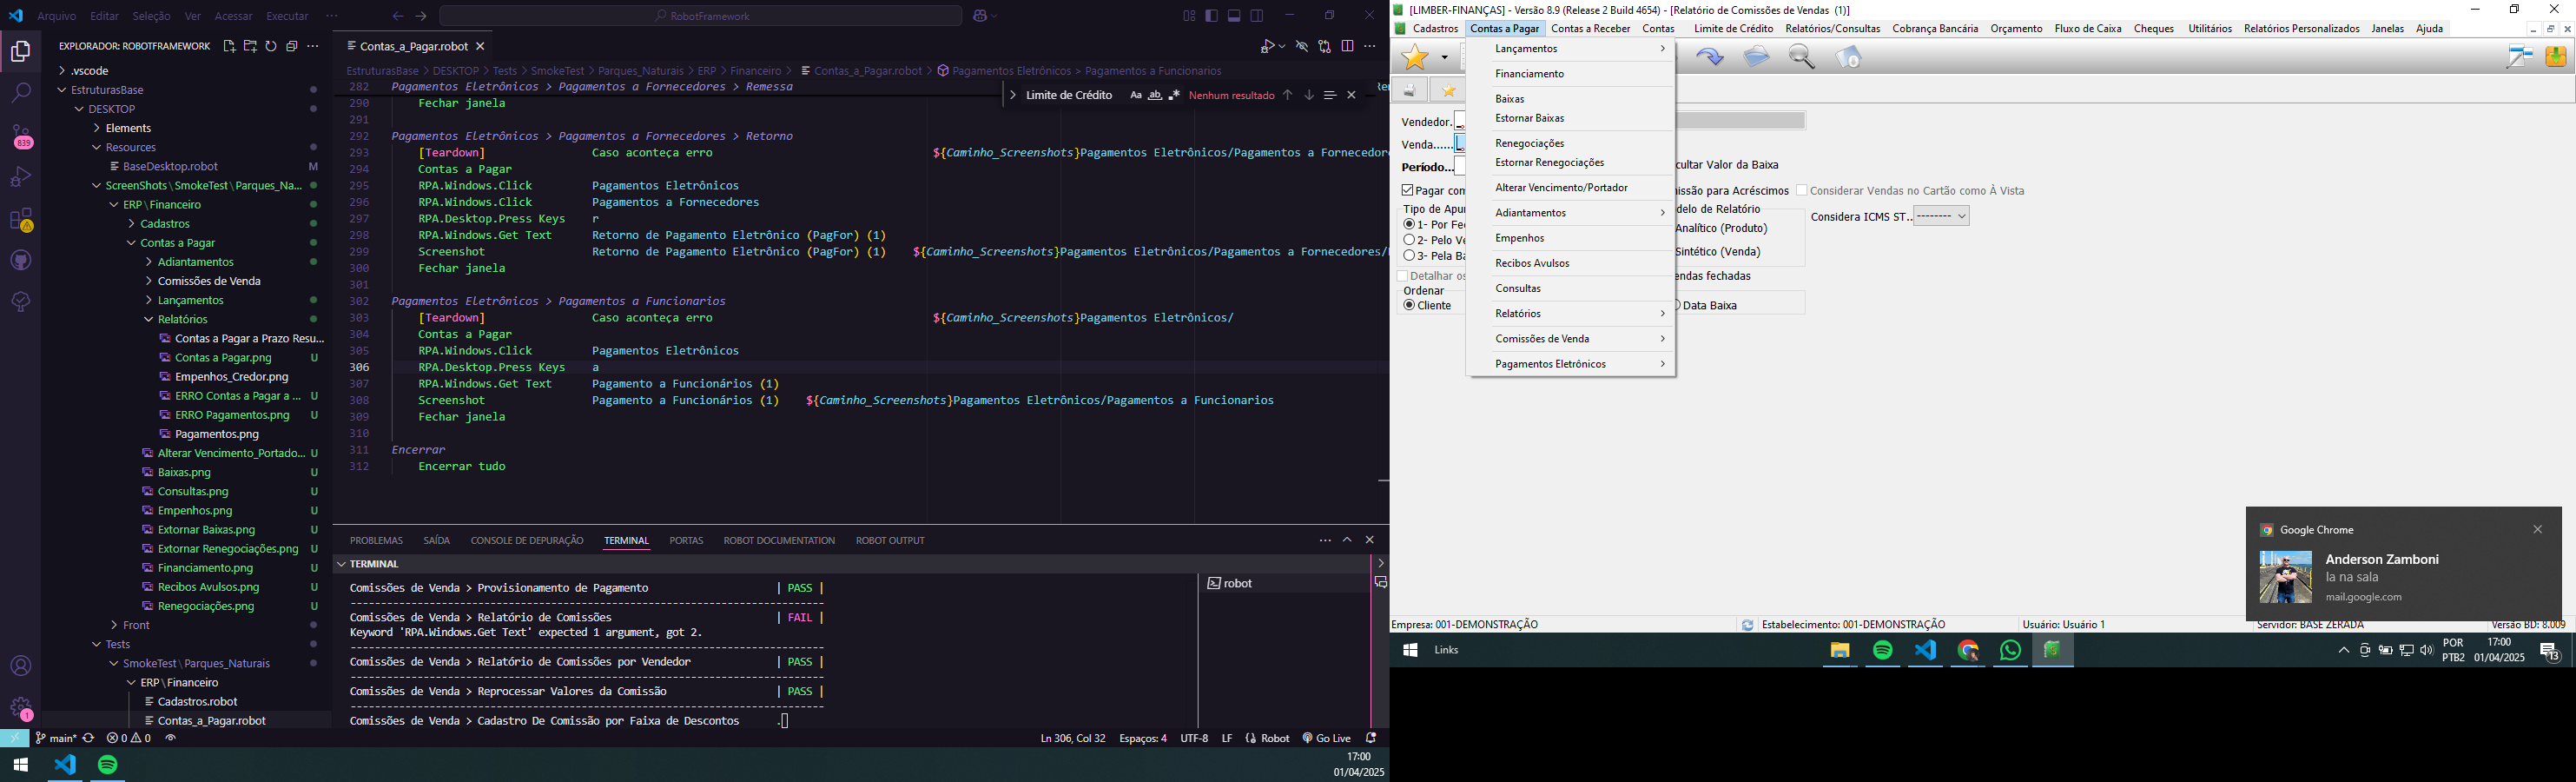 Arquivo Editar Seleção Ver Acessar Executar ··· RobotFramework
EXPLORADOR: ROBOTFRAMEWORK
.vscode
EstruturasBase
DESKTOP
Elements
Resources
BaseDesktop.robot M
ScreenShots\SmokeTest\Parques_Na...
ERP\Financeiro
Cadastros
Contas a Pagar
Adiantamentos
Comissões de Venda
Lançamentos
Relatórios
Contas a Pagar a Prazo Resu...
Contas a Pagar.png U
Empenhos_Credor.png
ERRO Contas a Pagar a ... U
ERRO Pagamentos.png U
Pagamentos.png
Alterar Vencimento_Portado... U
Baixas.png U
Consultas.png U
Empenhos.png U
Extornar Baixas.png U
Extornar Renegociações.png U
Financiamento.png U
Recibos Avulsos.png U
Renegociações.png U
Front
Tests
SmokeTest\Parques_Naturais
ERP\Financeiro
Cadastros.robot
Contas_a_Pagar.robot
839
1
Contas_a_Pagar.robot
EstruturasBase > DESKTOP > Tests > SmokeTest > Parques_Naturais > ERP > Financeiro > Contas_a_Pagar.robot > Pagamentos Eletrônicos > Pagamentos a Funcionarios
282 Pagamentos Eletrônicos > Pagamentos a Fornecedores > Remessa
Limite de Crédito Aa ab .* Nenhum resultado
290 Fechar janela
291
292 Pagamentos Eletrônicos > Pagamentos a Fornecedores > Retorno
293 [Teardown] Caso aconteça erro ${Caminho_Screenshots}Pagamentos Eletrônicos/Pagamentos a Fornecedore
294 Contas a Pagar
295 RPA.Windows.Click Pagamentos Eletrônicos
296 RPA.Windows.Click Pagamentos a Fornecedores
297 RPA.Desktop.Press Keys r
298 RPA.Windows.Get Text Retorno de Pagamento Eletrônico (PagFor) (1)
299 Screenshot Retorno de Pagamento Eletrônico (PagFor) (1) ${Caminho_Screenshots}Pagamentos Eletrônicos/Pagamentos a Fornecedores/
300 Fechar janela
301
302 Pagamentos Eletrônicos > Pagamentos a Funcionarios
303 [Teardown] Caso aconteça erro ${Caminho_Screenshots}Pagamentos Eletrônicos/
304 Contas a Pagar
305 RPA.Windows.Click Pagamentos Eletrônicos
306 RPA.Desktop.Press Keys a
307 RPA.Windows.Get Text Pagamento a Funcionários (1)
308 Screenshot Pagamento a Funcionários (1) ${Caminho_Screenshots}Pagamentos Eletrônicos/Pagamentos a Funcionarios
309 Fechar janela
310
311 Encerrar
312 Encerrar tudo
PROBLEMAS SAÍDA CONSOLE DE DEPURAÇÃO TERMINAL PORTAS ROBOT DOCUMENTATION ROBOT OUTPUT
TERMINAL
robot
Comissões de Venda > Provisionamento de Pagamento | PASS |
Comissões de Venda > Relatório de Comissões | FAIL |
Keyword 'RPA.Windows.Get Text' expected 1 argument, got 2.
Comissões de Venda > Relatório de Comissões por Vendedor | PASS |
Comissões de Venda > Reprocessar Valores da Comissão | PASS |
Comissões de Venda > Cadastro De Comissão por Faixa de Descontos .
main* 0 0 Ln 306, Col 32 Espaços: 4 UTF-8 LF Robot Go Live
17:00
01/04/2025
[LIMBER-FINANÇAS] - Versão 8.9 (Release 2 Build 4654) - [Relatório de Comissões de Vendas (1)]
Cadastros Contas a Pagar Contas a Receber Contas Limite de Crédito Relatórios/Consultas Cobrança Bancária Orçamento Fluxo de Caixa Cheques Utilitários Relatórios Personalizados Janelas Ajuda
Lançamentos
Financiamento
Baixas
Estornar Baixas
Renegociações
Estornar Renegociações
Alterar Vencimento/Portador
Adiantamentos
Empenhos
Recibos Avulsos
Consultas
Relatórios
Comissões de Venda
Pagamentos Eletrônicos
Vendedor.
Venda......
Período... cultar Valor da Baixa
Pagar con issão para Acréscimos Considerar Vendas no Cartão como À Vista
Tipo de Apur delo de Relatório Considera ICMS ST.. --------
1- Por Fec Analítico (Produto)
2- Pelo Ve
3- Pela Ba Sintético (Venda)
Detalhar os endas fechadas
Ordenar
Cliente Data Baixa
Google Chrome
Anderson Zamboni
la na sala
mail.google.com
Empresa: 001-DEMONSTRAÇÃO Estabelecimento: 001-DEMONSTRAÇÃO Usuário: Usuário 1 Servidor: BASE ZERADA Versão BD: 8.009
Links
POR
PTB2
17:00
01/04/2025
13